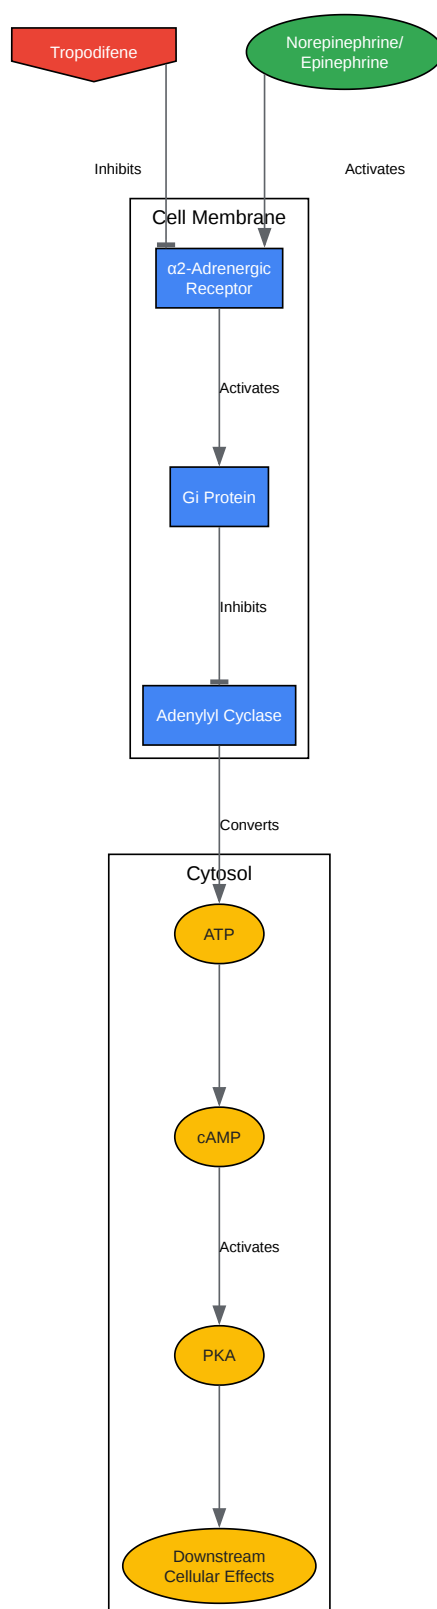 Tropodifene
Norepinephrine/
Epinephrine
Inhibits
Activates
Cell Membrane
α2-Adrenergic
Receptor
Activates
Gi Protein
Inhibits
Adenylyl Cyclase
Converts
Cytosol
ATP
cAMP
Activates
PKA
Downstream
Cellular Effects